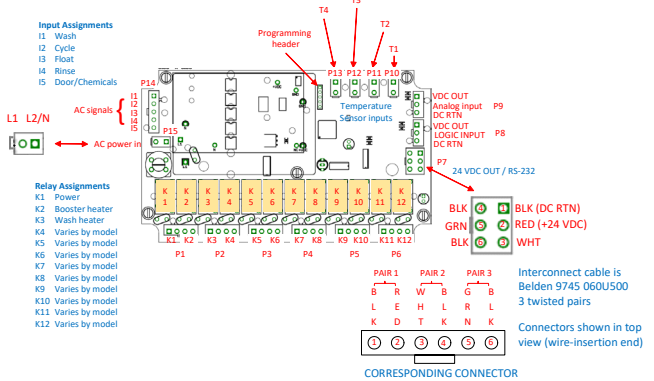 T3
T4
T2
T1
Input Assignments
I1 Wash
I2 Cycle
I3 Float
I4 Rinse
I5 Door/Chemicals
Programming
header
P13 P12 P11 P10
P14
I1
I2
I3
I4
I5
AC signals
L1 L2/N
AC power in
P15
Temperature
Sensor inputs
VDC OUT
Analog input P9
DC RTN
VDC OUT
LOGIC INPUT P8
DC RTN
P7
24 VDC OUT / RS-232
Relay Assignments
K1 Power
K2 Booster heater
K3 Wash heater
K4 Varies by model
K5 Varies by model
K6 Varies by model
K7 Varies by model
K8 Varies by model
K9 Varies by model
K10 Varies by model
K11 Varies by model
K12 Varies by model
K K K K K K K K K K K K
1 2 3 4 5 6 7 8 9 10 11 12
K1 K2 K3 K4 K5 K6 K7 K8 K9 K10 K11 K12
P1 P2 P3 P4 P5 P6
BLK 4 1 BLK (DC RTN)
GRN 5 2 RED (+24 VDC)
BLK 6 3 WHT
PAIR 1 PAIR 2 PAIR 3
B R W B G B
L E H L R L
K D T K N K
1 2 3 4 5 6
CORRESPONDING CONNECTOR
Interconnect cable is
Belden 9745 060U500
3 twisted pairs
Connectors shown in top
view (wire-insertion end)